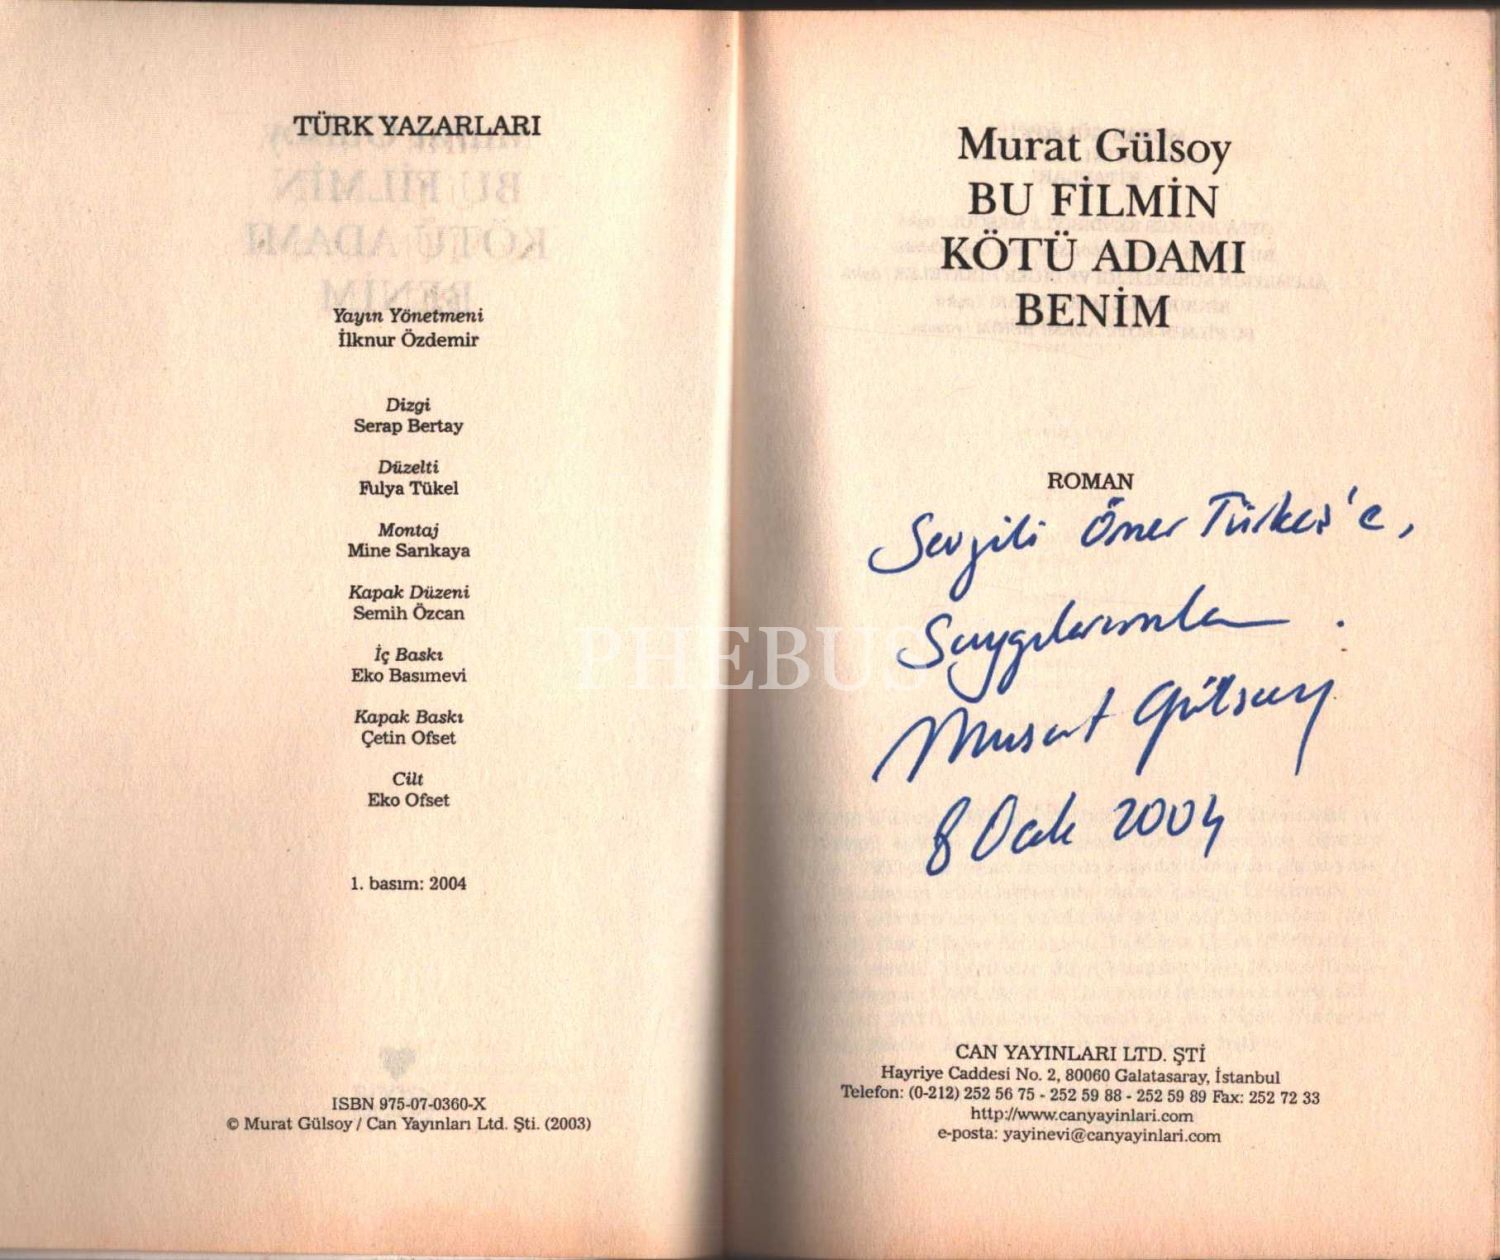 TÜRK YAZARLARI
Yayın Yönetmeni
İlknur Özdemir
Dizgi
Serap Bertay
Düzelti
Fulya Tükel
Montaj
Mine Sarıkaya
Kapak Düzeni
Semih Özcan
İç Baskı
Eko Basımevi
Kapak Baskı
Çetin Ofset
Cilt
Eko Ofset
1. basım: 2004
ISBN 975-07-0360-X
© Murat Gülsoy / Can Yayınları Ltd. Şti. (2003)
PHEBUS
Murat Gülsoy
BU FİLMİN
KÖTÜ ADAMI
BENİM
ROMAN
Sevgili Ömer Türkeş'e,
Saygılarımla.
Murat Gülsoy
8 Ocak 2004
CAN YAYINLARI LTD. ŞTİ
Hayriye Caddesi No. 2, 80060 Galatasaray, İstanbul
Telefon: (0-212) 252 56 75 - 252 59 88 - 252 59 89 Fax: 252 72 33
http://www.canyayinlari.com
e-posta: yayinevi@canyayinlari.com